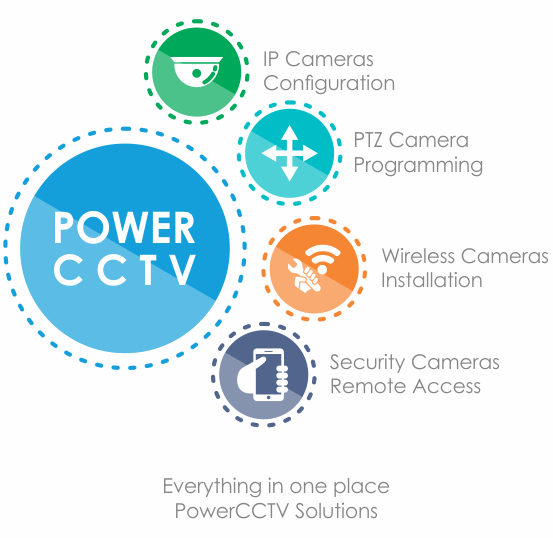 IP Cameras
Configuration
PTZ Camera
Programming
POWER
CCTV
Wireless Cameras
Installation
Security Cameras
Remote Access
Everything in one place
PowerCCTV Solutions